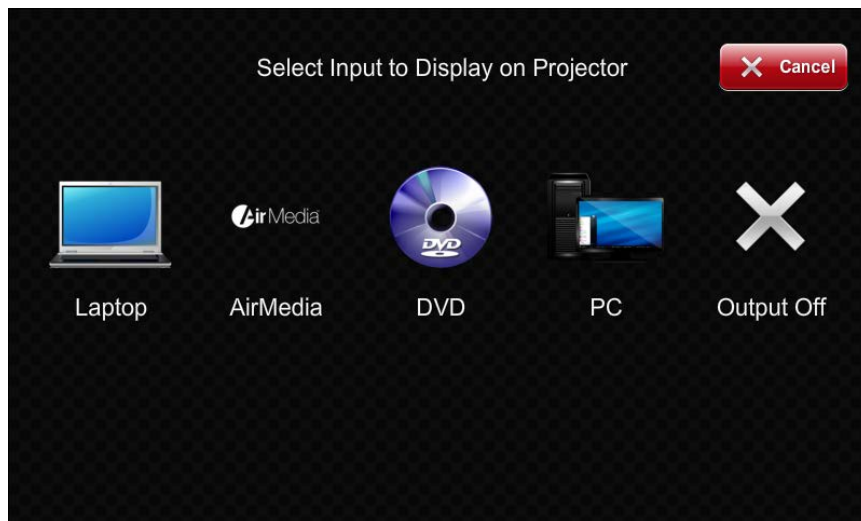 Select Input to Display on Projector
Cancel
AirMedia
DVD
Laptop
AirMedia
DVD
PC
Output Off